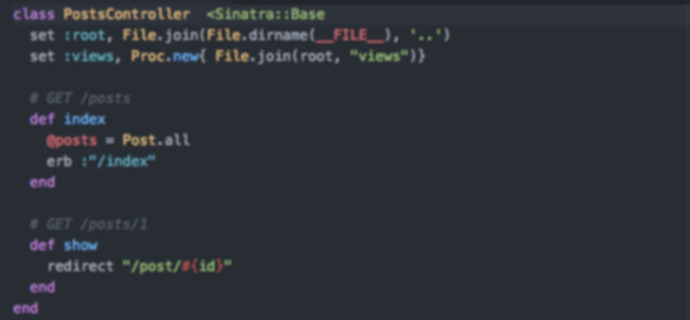 class PostsController  <Sinatra::Base
  set :root, File.join(File.dirname(__FILE__), '..')
  set :views, Proc.new{ File.join(root, "views")}

  # GET /posts
  def index
    @posts = Post.all
    erb :"/index"
  end

  # GET /posts/1
  def show
    redirect "/post/#{id}"
  end
end